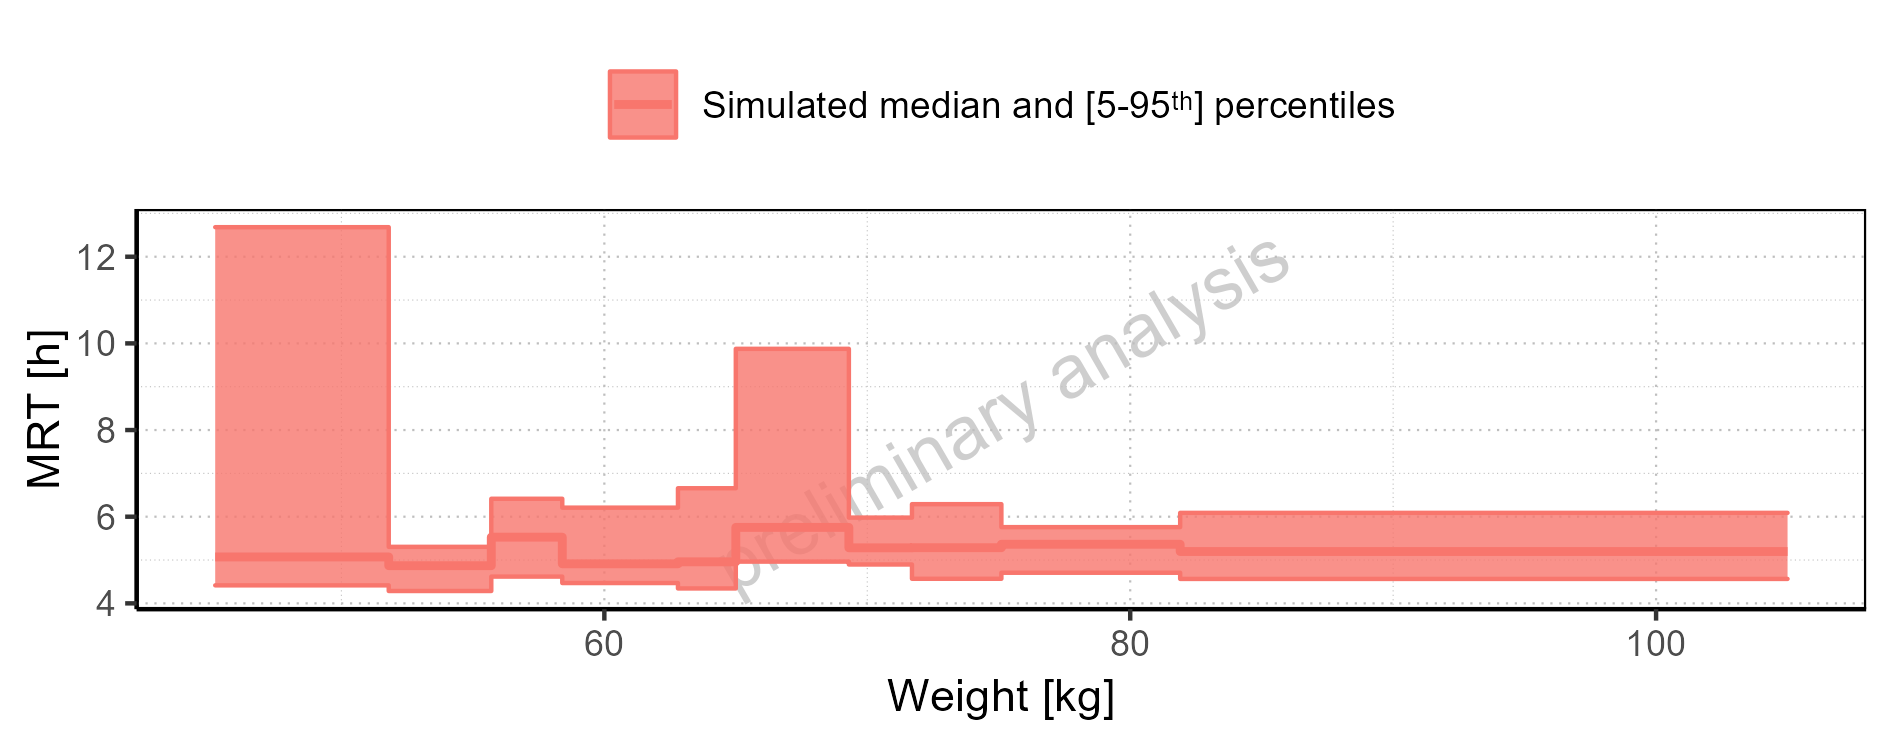 Simulated median and [5-95th] percentiles
12
10
8
6
4
MRT [h]
preliminary analysis
60 80 100
Weight [kg]